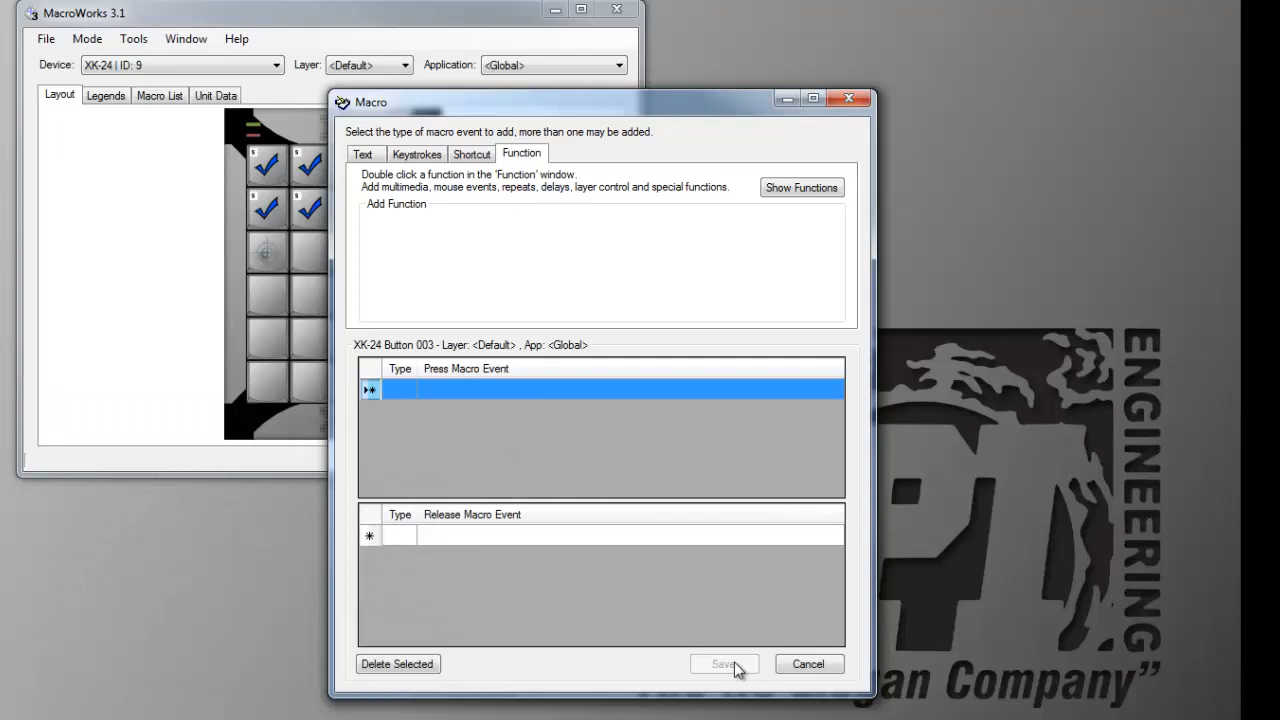 MacroWorks 3.1
File Mode Tools Window Help
Device: XK-24 | ID: 9 Layer: <Default> Application: <Global>
Layout Legends Macro List Unit Data
Macro
Select the type of macro event to add, more than one may be added.
Text Keystrokes Shortcut Function
Double click a function in the 'Function' window.
Add multimedia, mouse events, repeats, delays, layer control and special functions.
Show Functions
Add Function
XK-24 Button 003 - Layer: <Default> , App: <Global>
Type Press Macro Event
Type Release Macro Event
Delete Selected Save Cancel
ENGINEERING
Company”